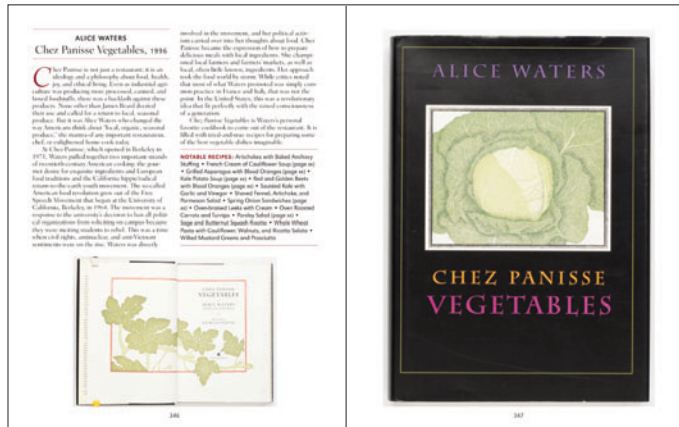 ALICE WATERS
Chez Panisse Vegetables, 1996
Chez Panisse is not just a restaurant; it is an
ideology and a philosophy about food, health,
joy, and ethical living. Even as industrial agri-
culture was producing more processed, canned, and
boxed foodstuffs, there was a backlash against these
products. None other than James Beard decried
their use and called for a return to local, seasonal
produce. But it was Alice Waters who changed the
way Americans think about "local, organic, seasonal
produce," the mantra of any important restaurateur,
chef, or enlightened home cook today.
At Chez Panisse, which opened in Berkeley in
1971, Waters pulled together two important strands
of twentieth-century American cooking: the gour-
met desire for exquisite ingredients and European
food traditions and the California hippie/radical
return-to-the-earth youth movement. The so-called
American food revolution grew out of the Free
Speech Movement that began at the University of
California, Berkeley, in 1964. The movement was a
response to the university's decision to ban all polit-
ical organizations from soliciting on campus because
they were inciting students to rebel. This was a time
when civil rights, antinuclear, and anti-Vietnam
sentiments were on the rise. Waters was directly
involved in the movement, and her political activ-
ism carried over into her thoughts about food. Chez
Panisse became the expression of how to prepare
delicious meals with local ingredients. She champi-
oned local farmers and farmers' markets, as well as
local, often little-known, ingredients. Her approach
took the food world by storm. While critics noted
that most of what Waters promoted was simply com-
mon practice in France and Italy, that was not the
point. In the United States, this was a revolutionary
idea that fit perfectly with the raised consciousness
of a generation.
Chez Panisse Vegetables is Waters's personal
favorite cookbook to come out of the restaurant. It is
filled with tried-and-true recipes for preparing some
of the best vegetable dishes imaginable.
NOTABLE RECIPES: Artichokes with Baked Anchovy
Stuffing • French Cream of Cauliflower Soup (page xx)
• Grilled Asparagus with Blood Oranges (page xx) •
Kale Potato Soup (page xx) • Red and Golden Beets
with Blood Oranges (page xx) • Sautéed Kale with
Garlic and Vinegar • Shaved Fennel, Artichoke, and
Parmesan Salad • Spring Onion Sandwiches (page
xx) • Oven-braised Leeks with Cream • Oven Roasted
Carrots and Turnips • Parsley Salad (page xx) •
Sage and Butternut Squash Risotto • Whole Wheat
Pasta with Cauliflower, Walnuts, and Ricotta Salata •
Wilted Mustard Greens and Prosciutto
CHEZ PANISSE
VEGETABLES
ALICE WATERS
346
ALICE WATERS
CHEZ PANISSE
VEGETABLES
347